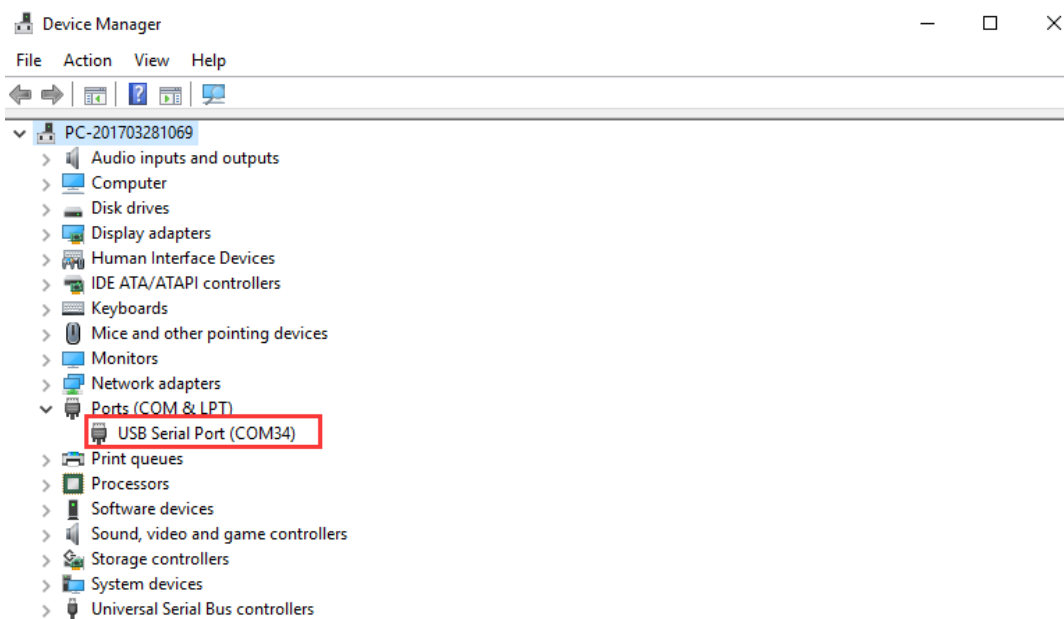 Device Manager
File Action View Help
PC-201703281069
Audio inputs and outputs
Computer
Disk drives
Display adapters
Human Interface Devices
IDE ATA/ATAPI controllers
Keyboards
Mice and other pointing devices
Monitors
Network adapters
Ports (COM & LPT)
USB Serial Port (COM34)
Print queues
Processors
Software devices
Sound, video and game controllers
Storage controllers
System devices
Universal Serial Bus controllers